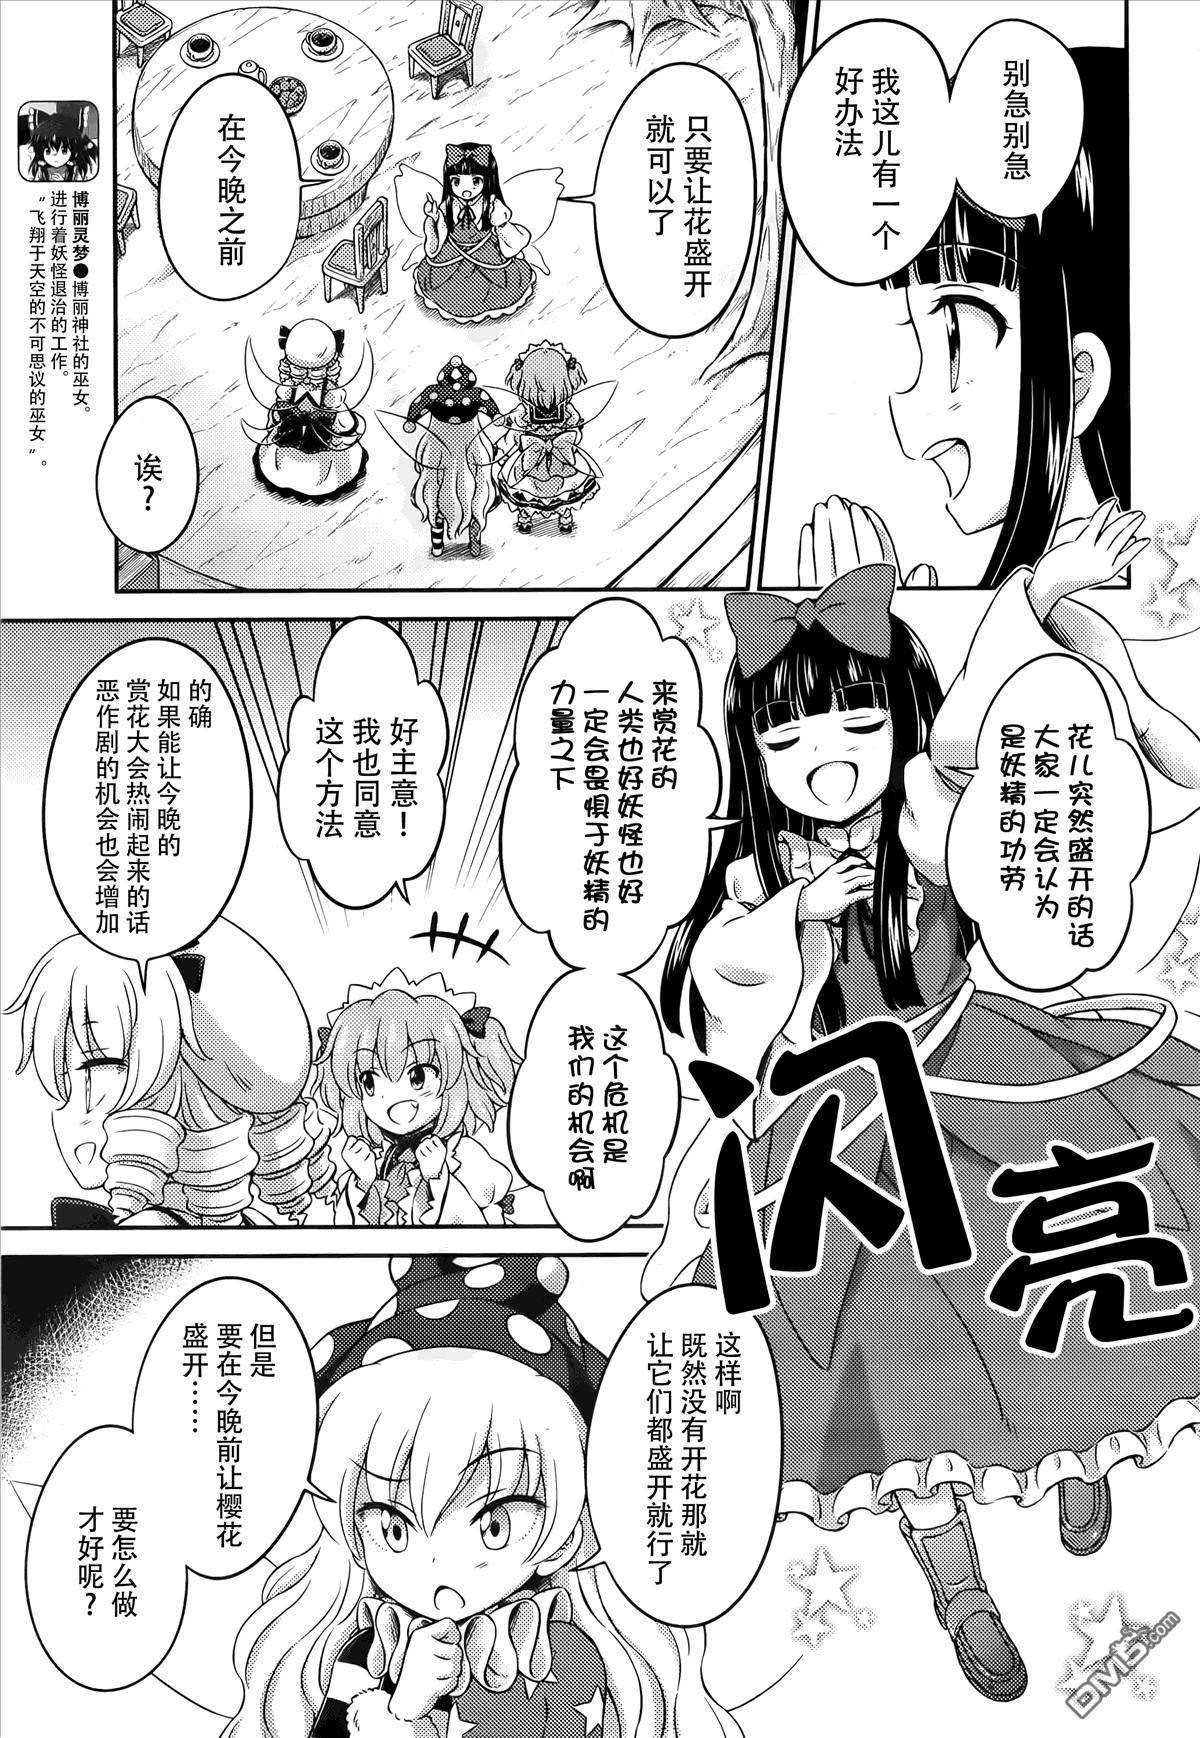 别急别急
我这儿有一个
好办法
只要让花盛开
就可以了
在今晚之前
诶？
博丽灵梦●博丽神社的巫女。
进行着妖怪退治的工作。
“飞翔于天空的不可思议的巫女”。
花儿突然盛开的话
大家一定会认为
是妖精的功劳
来赏花的
人类也好妖怪也好
一定会畏惧于妖精的
力量之下
这个危机是
我们的机会啊
闪亮
好主意！
我也同意
这个方法
的确
如果能让今晚的
赏花大会热闹起来的话
恶作剧的机会也会增加
这样啊
既然没有开花那就
让它们都盛开就行了
但是
要在今晚前让樱花
盛开……
要怎么做
才好呢？
DM5.com